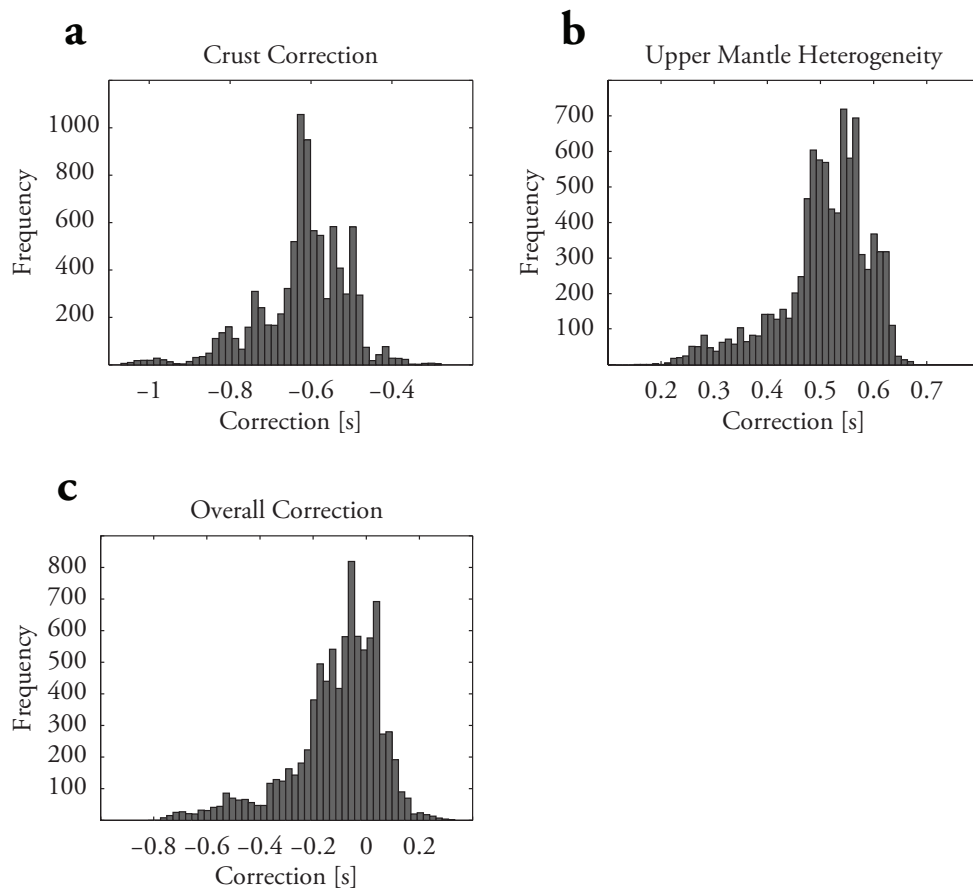 a
Crust Correction
1000
800
600
400
200
Frequency
−1 −0.8 −0.6 −0.4
Correction [s]
b
Upper Mantle Heterogeneity
700
600
500
400
300
200
100
Frequency
0.2 0.3 0.4 0.5 0.6 0.7
Correction [s]
c
Overall Correction
800
700
600
500
400
300
200
100
Frequency
−0.8 −0.6 −0.4 −0.2 0 0.2
Correction [s]